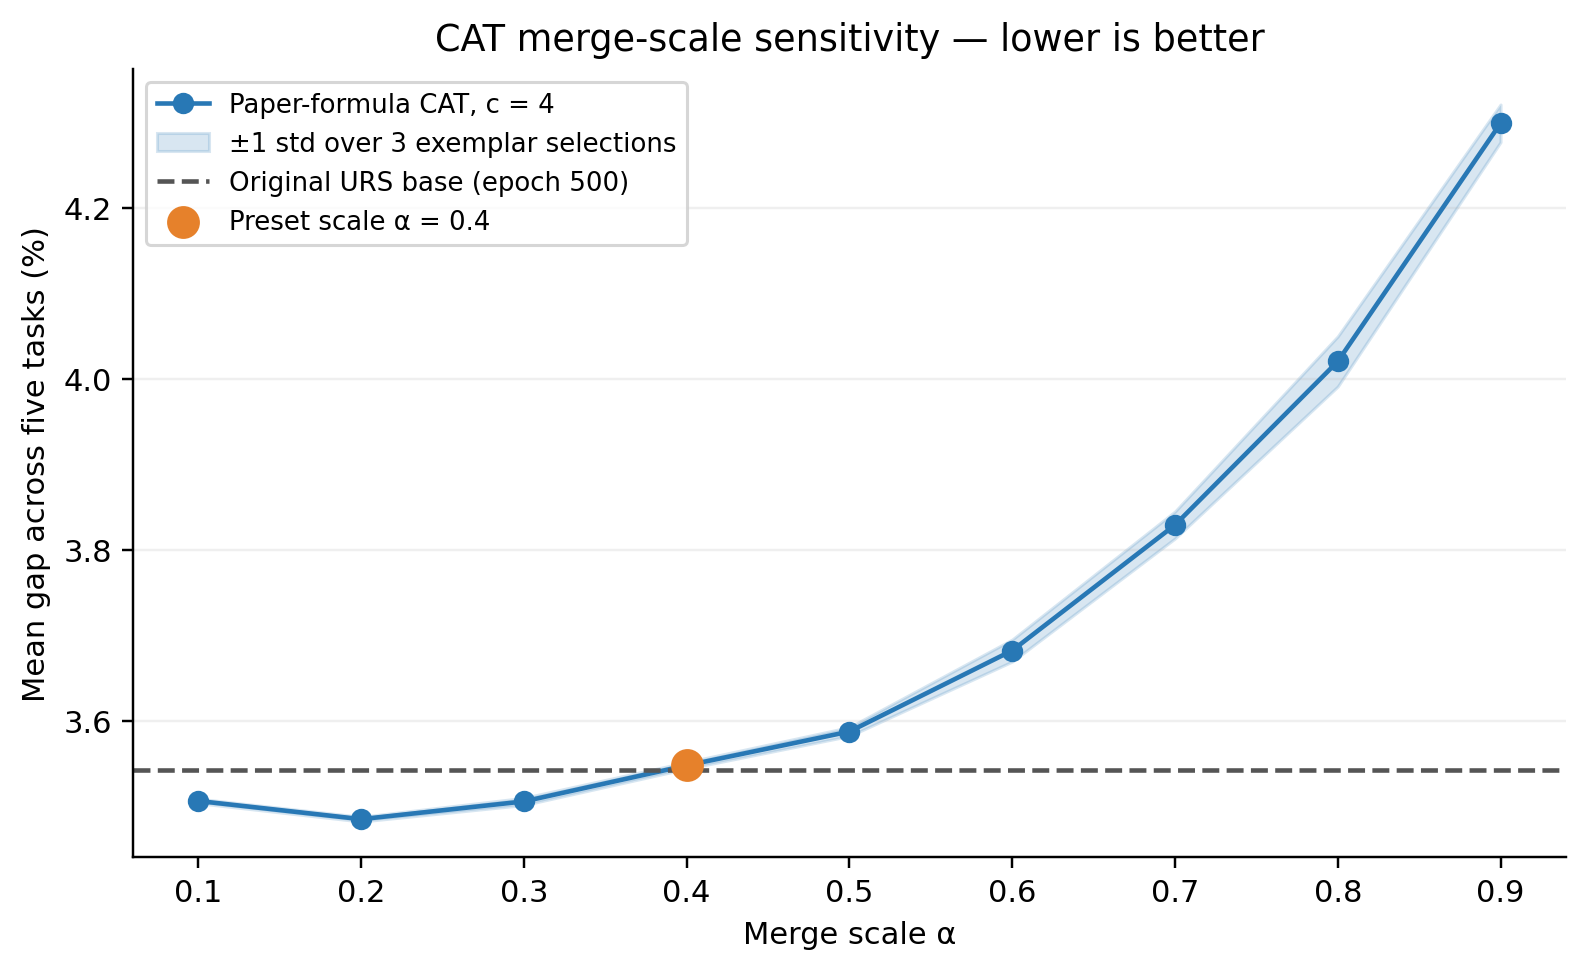 CAT merge-scale sensitivity — lower is better
Paper-formula CAT, c = 4
±1 std over 3 exemplar selections
Original URS base (epoch 500)
Preset scale α = 0.4
Mean gap across five tasks (%)
4.2
4.0
3.8
3.6
0.1 0.2 0.3 0.4 0.5 0.6 0.7 0.8 0.9
Merge scale α